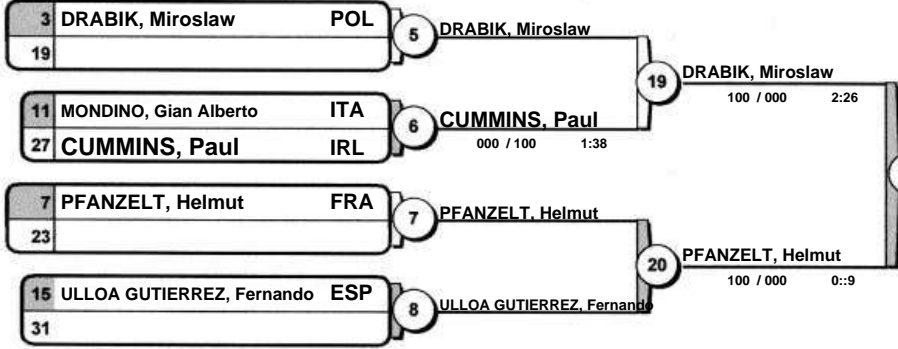 3 DRABIK, Miroslaw POL
19
5
DRABIK, Miroslaw
11 MONDINO, Gian Alberto ITA
27 CUMMINS, Paul IRL
6
CUMMINS, Paul
000 / 100 1:38
19
DRABIK, Miroslaw
100 / 000 2:26
7 PFANZELT, Helmut FRA
23
7
PFANZELT, Helmut
15 ULLOA GUTIERREZ, Fernando ESP
31
8
ULLOA GUTIERREZ, Fernando
20
PFANZELT, Helmut
100 / 000 0::9